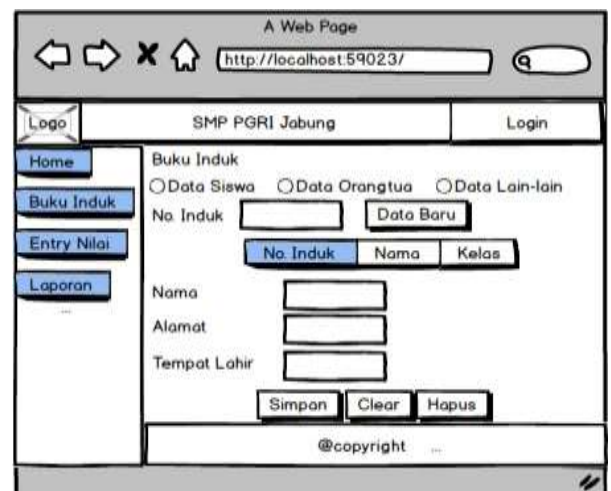 A Web Page
http://localhost:59023/
Logo
SMP PGRI Jabung
Login
Home
Buku Induk
Entry Nilai
Laporan
...
Buku Induk
Data Siswa Data Orangtua Data Lain-lain
No. Induk Data Baru
No. Induk Nama Kelas
Nama
Alamat
Tempat Lahir
Simpan Clear Hapus
@copyright ...